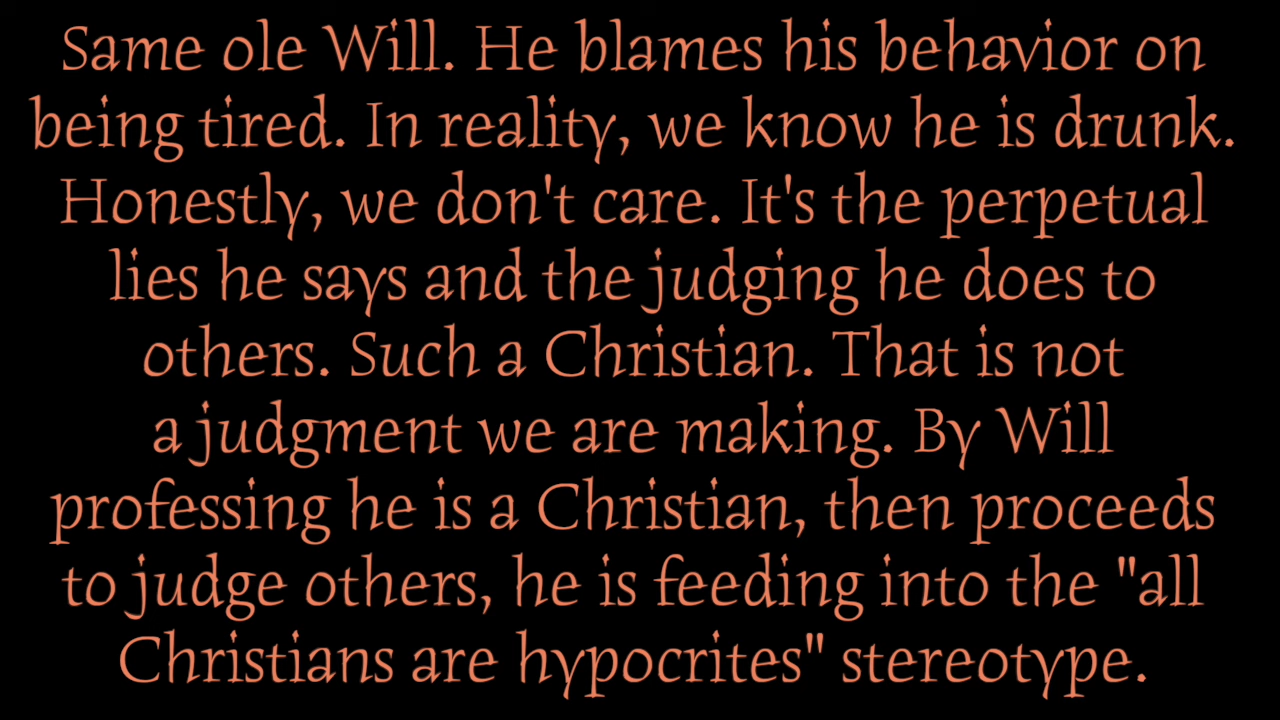 Same ole Will. He blames his behavior on
being tired. In reality, we know he is drunk.
Honestly, we don't care. It's the perpetual
lies he says and the judging he does to
others. Such a Christian. That is not
a judgment we are making. By Will
professing he is a Christian, then proceeds
to judge others, he is feeding into the "all
Christians are hypocrites" stereotype.